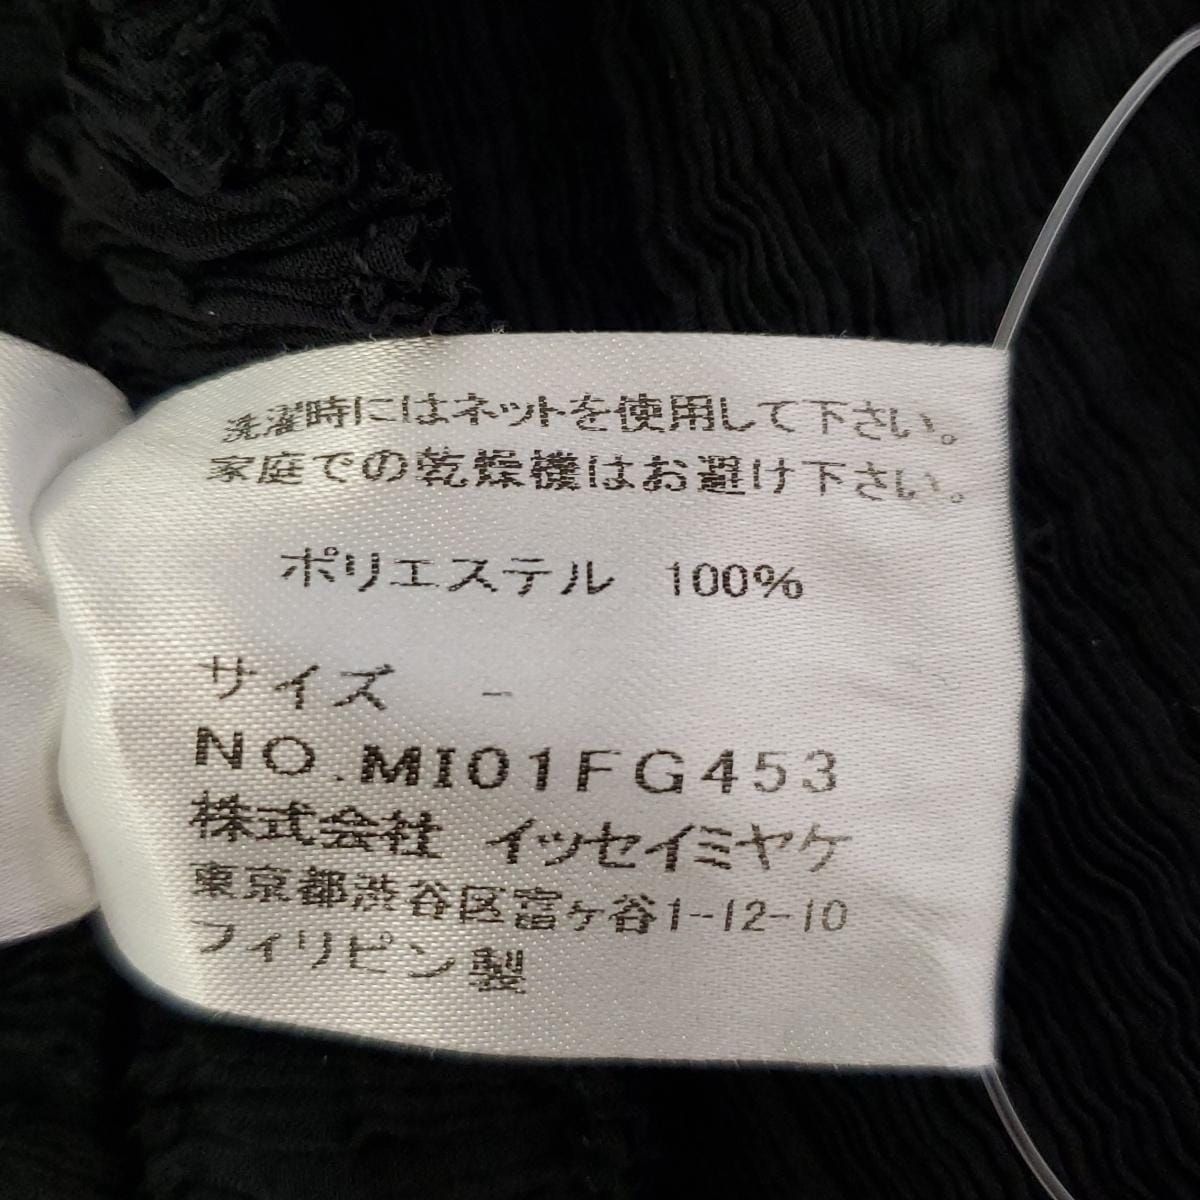 洗濯時にはネットを使用して下さい。
家庭での乾燥機はお避け下さい。
ポリエステル 100%
サイズ -
NO.MI01FG453
株式会社 イッセイミヤケ
東京都渋谷区富ヶ谷1-12-10
フィリピン製